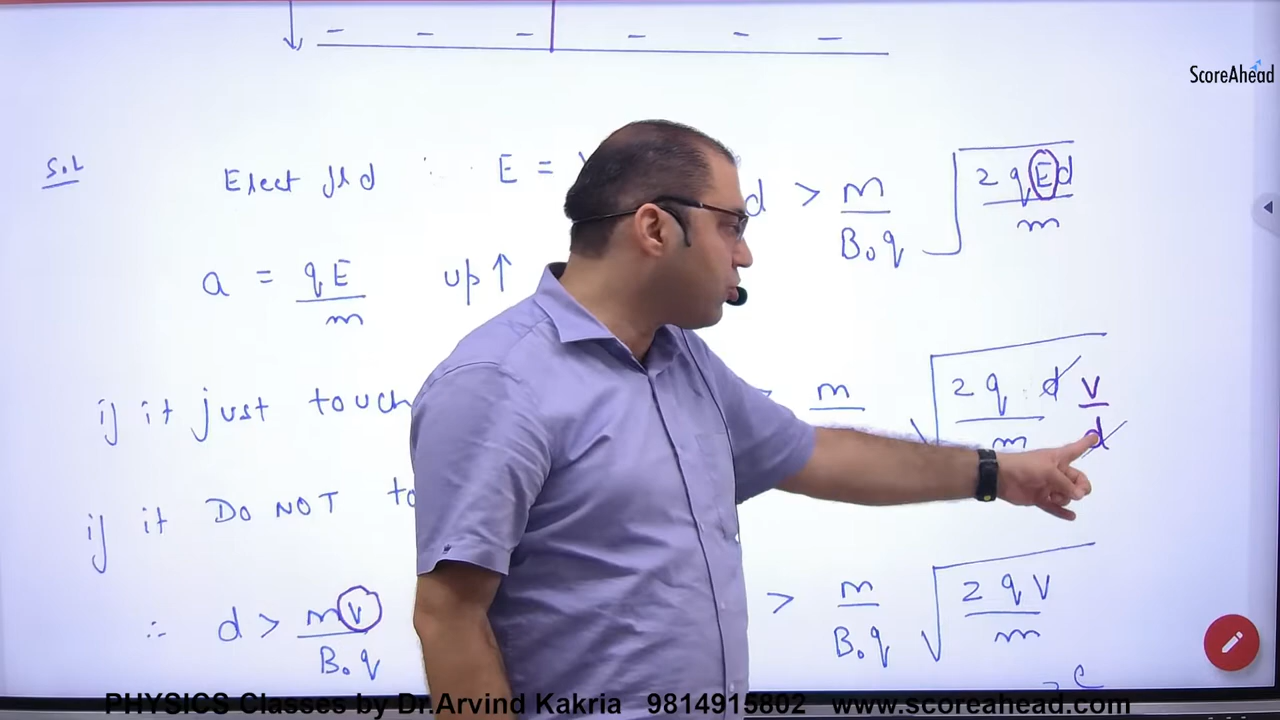 - - - - - -
ScoreAhead
Sol
Elect fld : E =
d > m/B₀q √(2qEd/m)
a = qE/m up ↑
if it just touch
m √(2q d/m V/d)
if it DO NOT to
∴ d > mv/B₀q
> m/B₀q √(2qV/m)
PHYSICS Classes by Dr.Arvind Kakria 9814915802 www.scoreahead.com